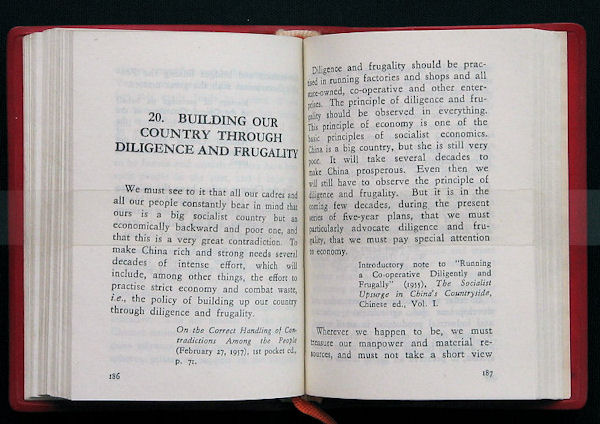 20. BUILDING OUR
COUNTRY THROUGH
DILIGENCE AND FRUGALITY
We must see to it that all our cadres and
all our people constantly bear in mind that
ours is a big socialist country but an
economically backward and poor one, and
that this is a very great contradiction. To
make China rich and strong needs several
decades of intense effort, which will
include, among other things, the effort to
practise strict economy and combat waste,
i.e., the policy of building up our country
through diligence and frugality.
On the Correct Handling of Con-
tradictions Among the People
(February 27, 1957), 1st pocket ed.,
p. 71.
186
Diligence and frugality should be prac-
tised in running factories and shops and all
state-owned, co-operative and other enter-
prises. The principle of diligence and fru-
gality should be observed in everything.
This principle of economy is one of the
basic principles of socialist economics.
China is a big country, but she is still very
poor. It will take several decades to
make China prosperous. Even then we
will still have to observe the principle of
diligence and frugality. But it is in the
coming few decades, during the present
series of five-year plans, that we must
particularly advocate diligence and fru-
gality, that we must pay special attention
to economy.
Introductory note to "Running
a Co-operative Diligently and
Frugally" (1955), The Socialist
Upsurge in China's Countryside,
Chinese ed., Vol. I.
Wherever we happen to be, we must
treasure our manpower and material re-
sources, and must not take a short view
187